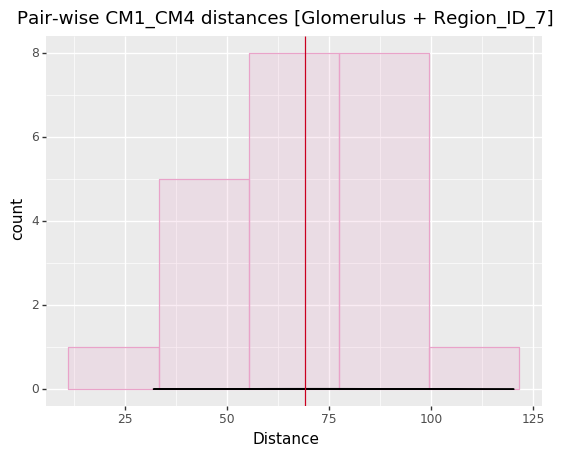 Pair-wise CM1_CM4 distances [Glomerulus + Region_ID_7]
8
6
4
2
0
count
25 50 75 100 125
Distance